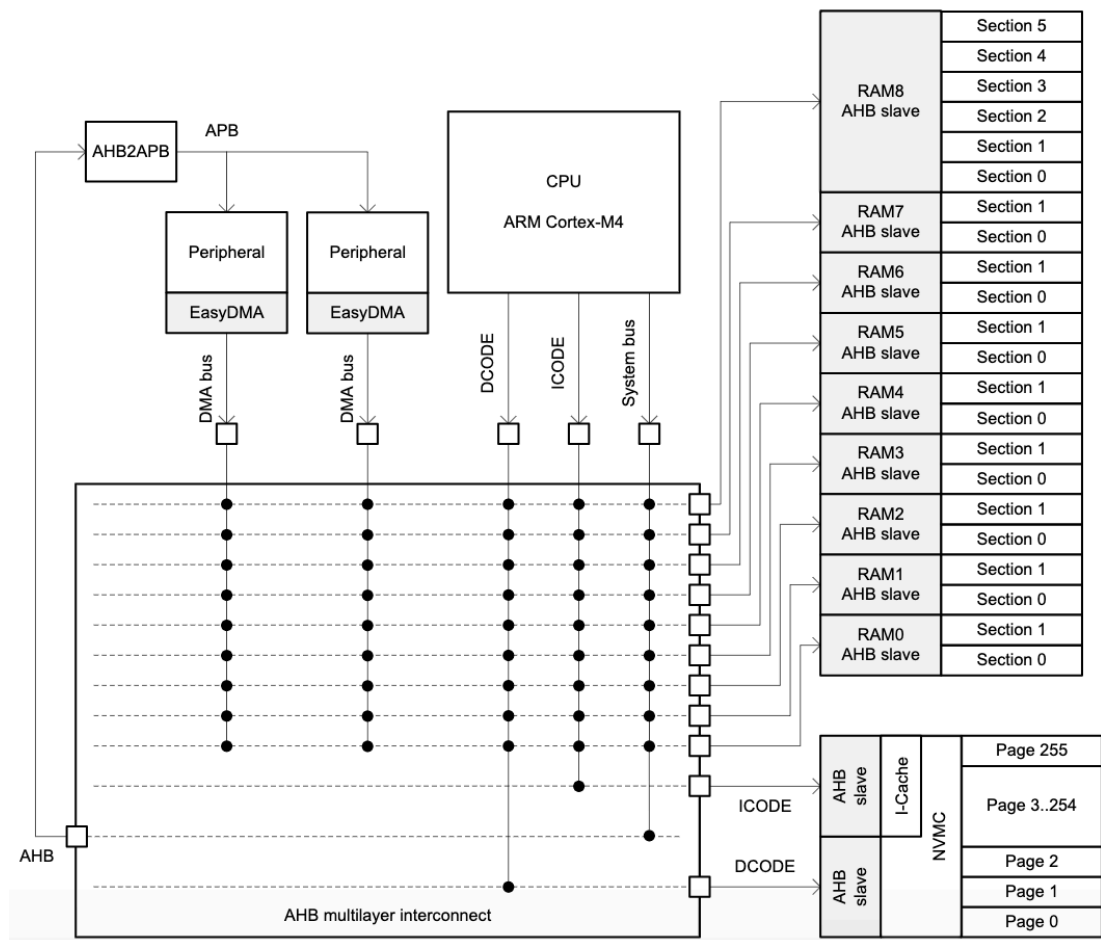 Section 5
Section 4
Section 3
RAM8
AHB slave
Section 2
Section 1
Section 0
APB
AHB2APB
CPU
ARM Cortex-M4
Peripheral
EasyDMA
Peripheral
EasyDMA
RAM7
AHB slave
Section 1
Section 0
RAM6
AHB slave
Section 1
Section 0
RAM5
AHB slave
Section 1
Section 0
RAM4
AHB slave
Section 1
Section 0
RAM3
AHB slave
Section 1
Section 0
RAM2
AHB slave
Section 1
Section 0
RAM1
AHB slave
Section 1
Section 0
RAM0
AHB slave
Section 1
Section 0
DMA bus
DMA bus
DCODE
ICODE
System bus
ICODE
AHB
slave
I-Cache
NVMC
Page 255
Page 3..254
AHB
DCODE
AHB
slave
Page 2
Page 1
Page 0
AHB multilayer interconnect